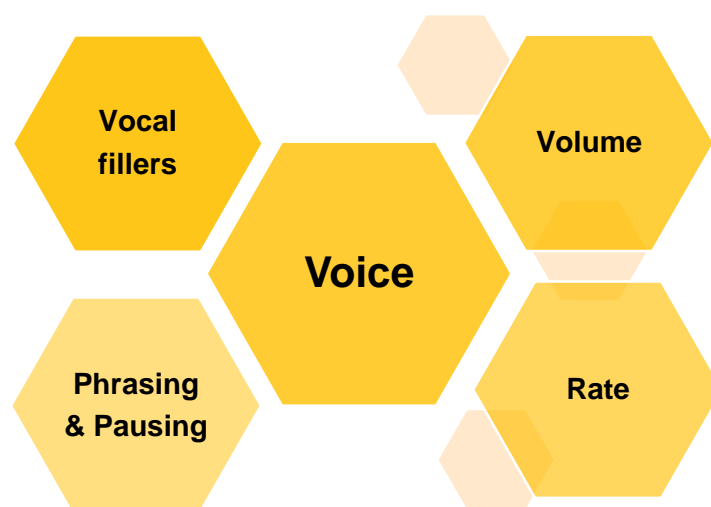 Vocal
fillers
Volume
Voice
Phrasing
& Pausing
Rate